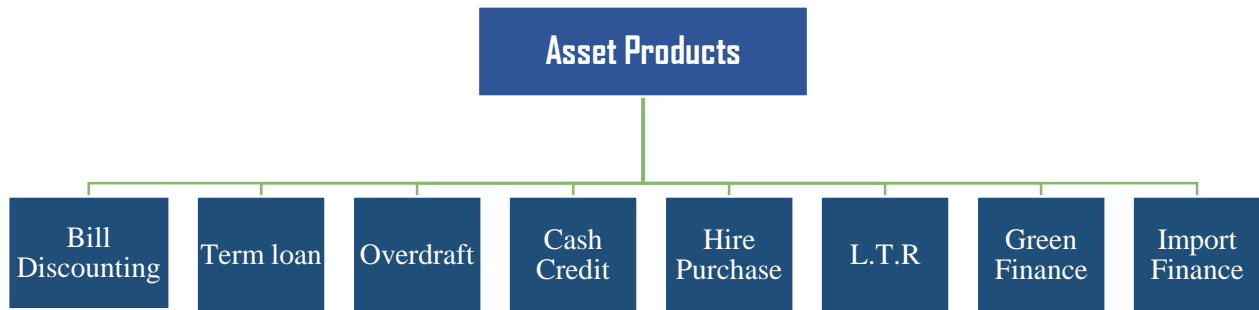 Asset Products
Bill
Discounting
Term loan
Overdraft
Cash
Credit
Hire
Purchase
L.T.R
Green
Finance
Import
Finance